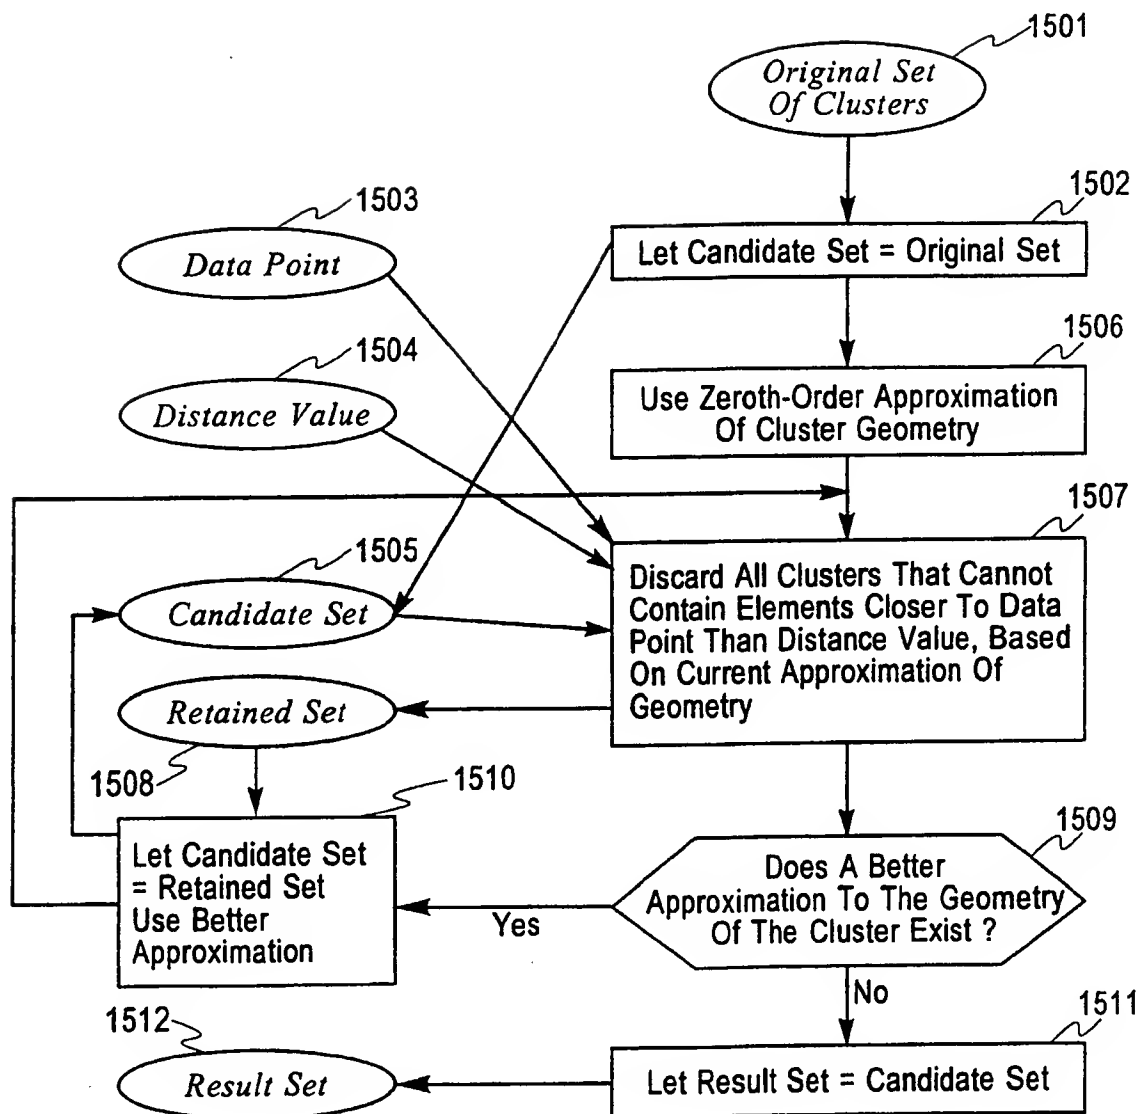 1501
Original Set
Of Clusters
1502
Let Candidate Set = Original Set
1503
Data Point
1506
Use Zeroth-Order Approximation
Of Cluster Geometry
1504
Distance Value
1507
Discard All Clusters That Cannot
Contain Elements Closer To Data
Point Than Distance Value, Based
On Current Approximation Of
Geometry
1505
Candidate Set
Retained Set
1508
1510
Let Candidate Set
= Retained Set
Use Better
Approximation
1509
Does A Better
Approximation To The Geometry
Of The Cluster Exist ?
Yes
No
1511
Let Result Set = Candidate Set
1512
Result Set